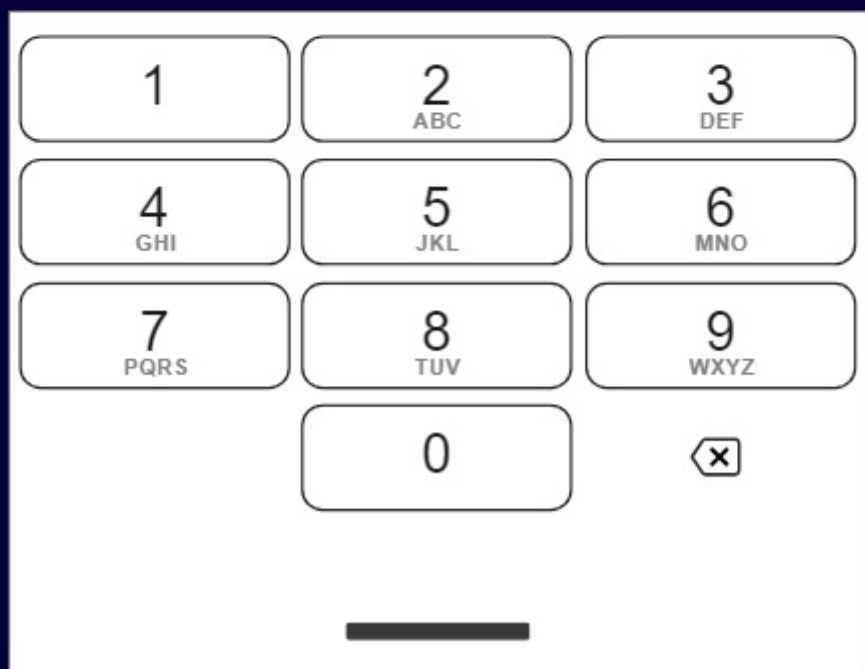 1 2 3
ABC DEF
4 5 6
GHI JKL MNO
7 8 9
PQRS TUV WXYZ
0